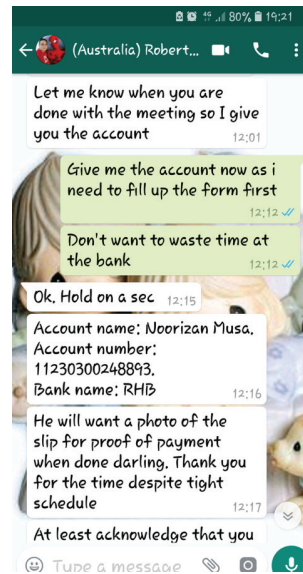 4G 80% 19:21
(Australia) Robert...
Let me know when you are
done with the meeting so I give
you the account
12:01
Give me the account now as i
need to fill up the form first
12:12
Don't want to waste time at
the bank
12:12
Ok. Hold on a sec 12:15
Account name: Noorizan Musa.
Account number:
11230300248893.
Bank name: RHB
12:16
He will want a photo of the
slip for proof of payment
when done darling. Thank you
for the time despite tight
schedule
12:17
At least acknowledge that you
Type a message